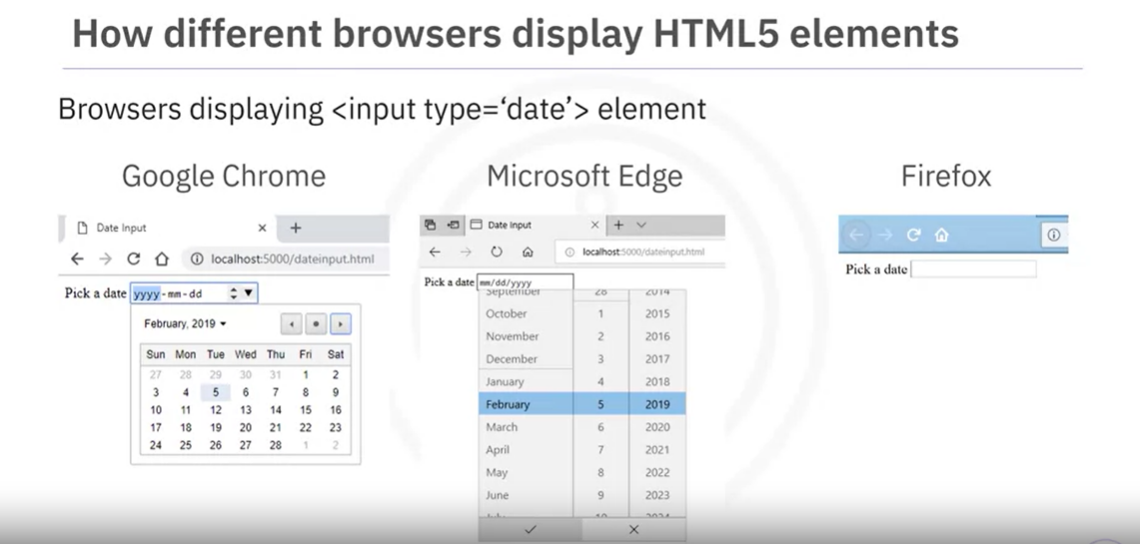 How different browsers display HTML5 elements
Browsers displaying <input type=‘date’> element
Google Chrome
Date Input
localhost:5000/dateinput.html
Pick a date yyyy-mm-dd
February, 2019
Sun Mon Tue Wed Thu Fri Sat
27 28 29 30 31 1 2
3 4 5 6 7 8 9
10 11 12 13 14 15 16
17 18 19 20 21 22 23
24 25 26 27 28 1 2
Microsoft Edge
Date Input
localhost:5000/dateinput.html
Pick a date mm/dd/yyyy
September 28 2014
October 1 2015
November 2 2016
December 3 2017
January 4 2018
February 5 2019
March 6 2020
April 7 2021
May 8 2022
June 9 2023
July 10 2024
Firefox
Pick a date